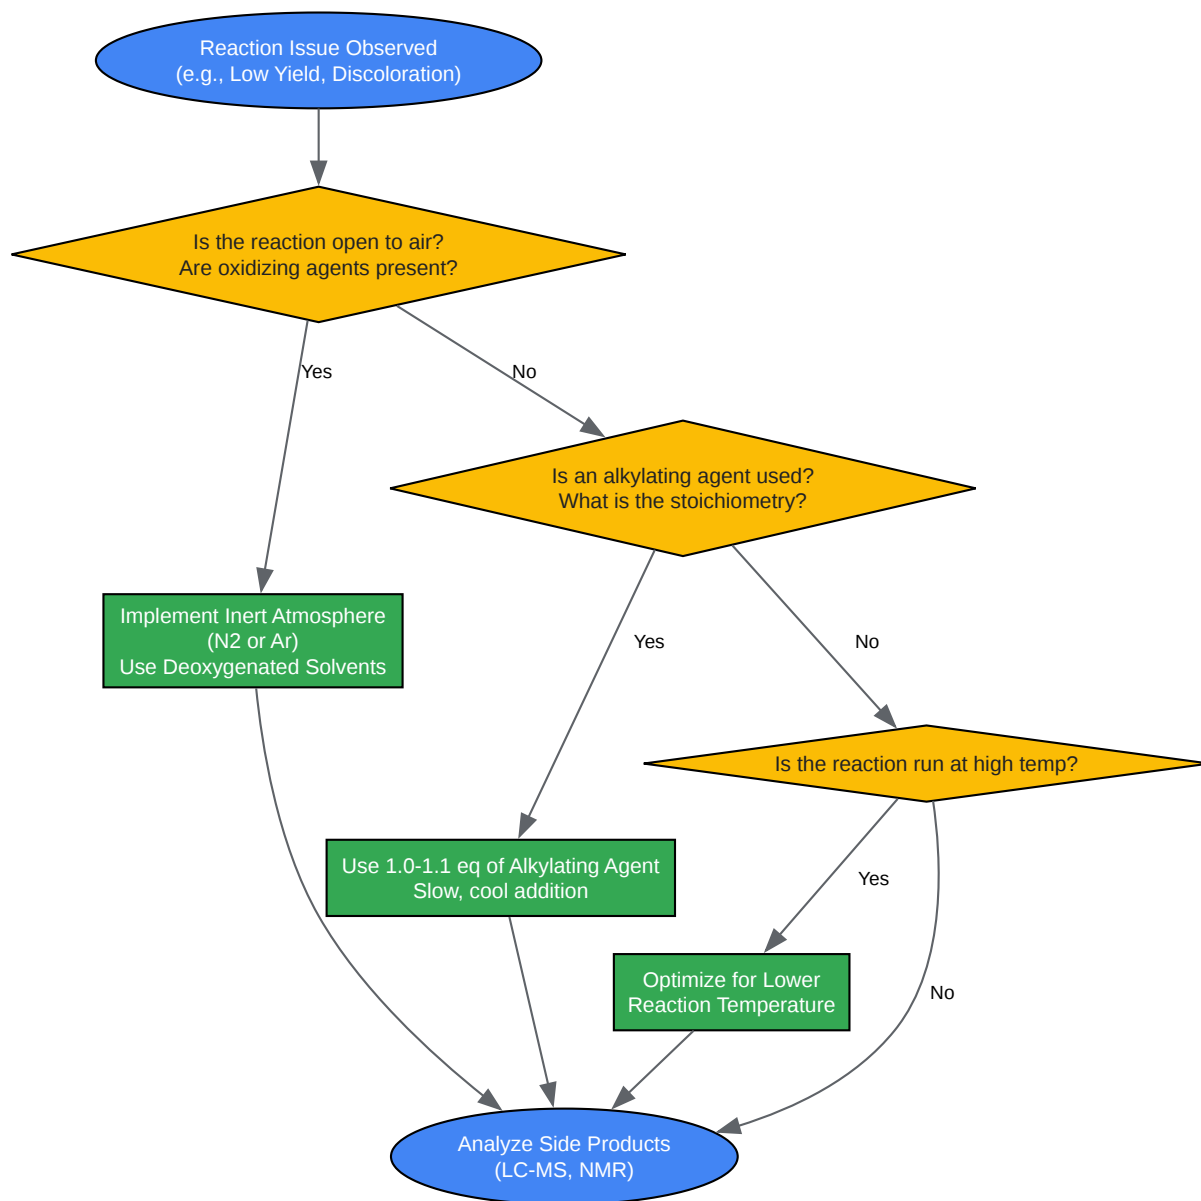 Reaction Issue Observed
(e.g., Low Yield, Discoloration)
Is the reaction open to air?
Are oxidizing agents present?
Yes
No
Is an alkylating agent used?
What is the stoichiometry?
Implement Inert Atmosphere
(N2 or Ar)
Use Deoxygenated Solvents
Yes
No
Is the reaction run at high temp?
Use 1.0-1.1 eq of Alkylating Agent
Slow, cool addition
Yes
Optimize for Lower
Reaction Temperature
No
Analyze Side Products
(LC-MS, NMR)